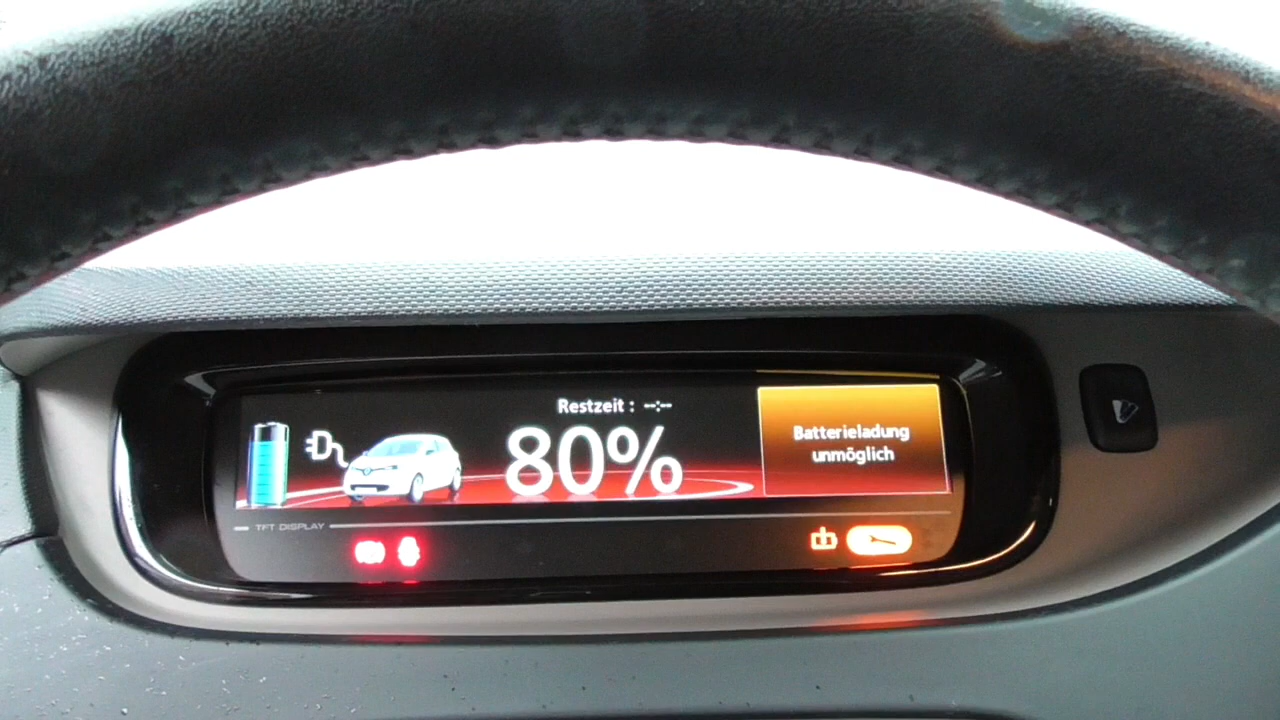 Restzeit : --:--
80%
Batterieladung
unmöglich
TFT DISPLAY